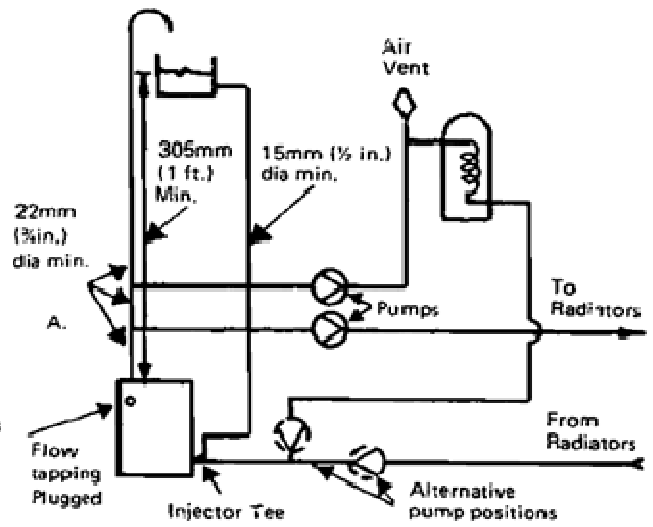 Air
Vent
305mm
(1 ft.)
Min.
15mm (½ in.)
dia min.
22mm
(¾in.)
dia min.
A.
Pumps
To
Radiators
From
Radiators
Flow
tapping
Plugged
Injector Tee
Alternative
pump positions